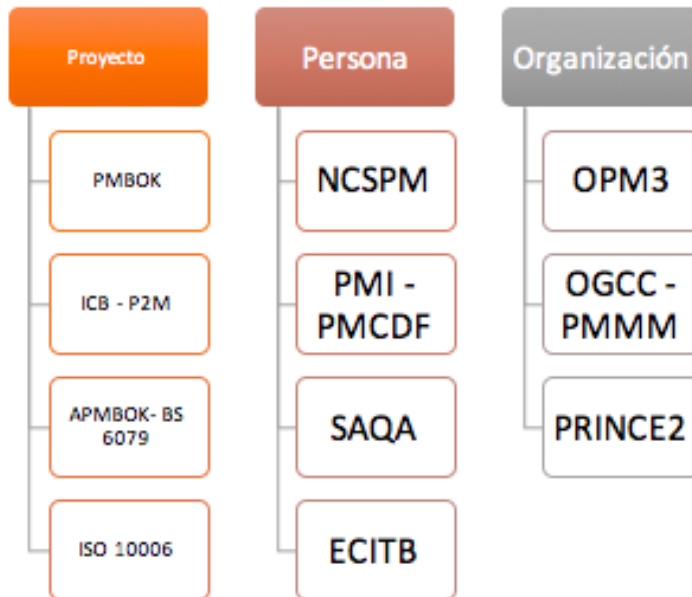 Proyecto
PMBOK
ICB - P2M
APMBOK- BS
6079
ISO 10006
Persona
NCSPM
PMI -
PMCDF
SAQA
ECITB
Organización
OPM3
OGCC -
PMMM
PRINCE2